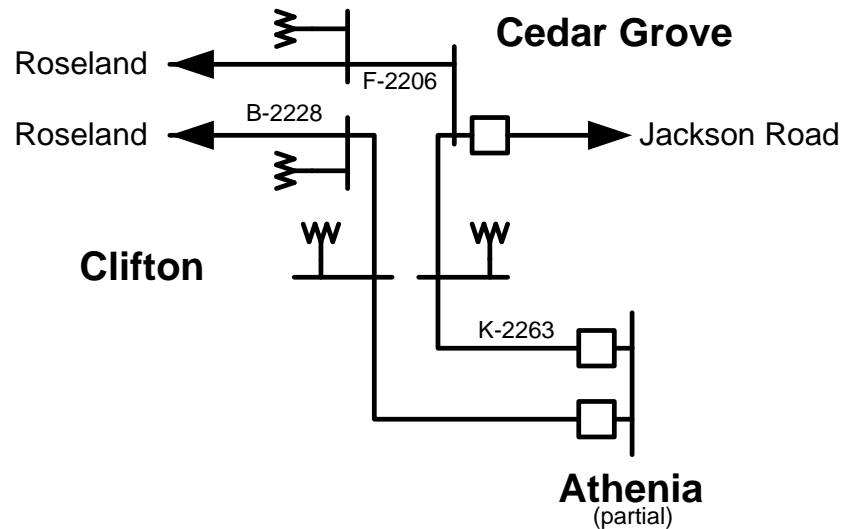 Cedar Grove
Roseland
F-2206
B-2228
Roseland
Jackson Road
Clifton
K-2263
Athenia
(partial)